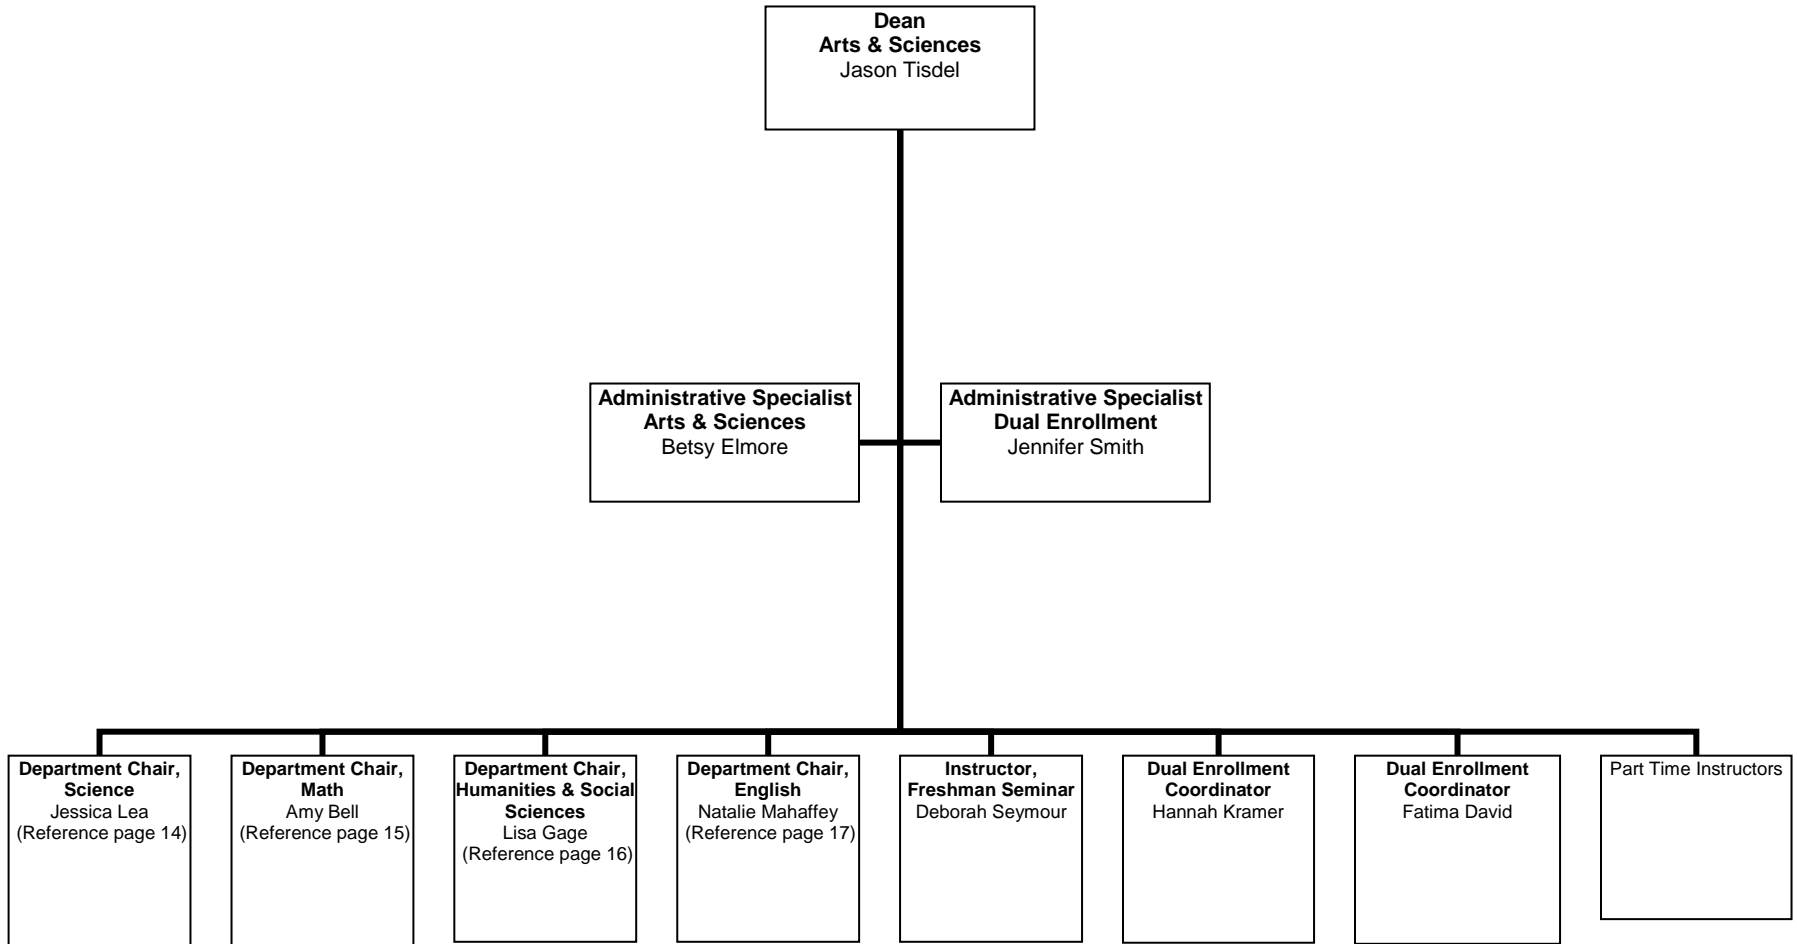 Dean
Arts & Sciences
Jason Tisdel
Administrative Specialist
Arts & Sciences
Betsy Elmore
Administrative Specialist
Dual Enrollment
Jennifer Smith
Department Chair,
Science
Jessica Lea
(Reference page 14)
Department Chair,
Math
Amy Bell
(Reference page 15)
Department Chair,
Humanities & Social
Sciences
Lisa Gage
(Reference page 16)
Department Chair,
English
Natalie Mahaffey
(Reference page 17)
Instructor,
Freshman Seminar
Deborah Seymour
Dual Enrollment
Coordinator
Hannah Kramer
Dual Enrollment
Coordinator
Fatima David
Part Time Instructors